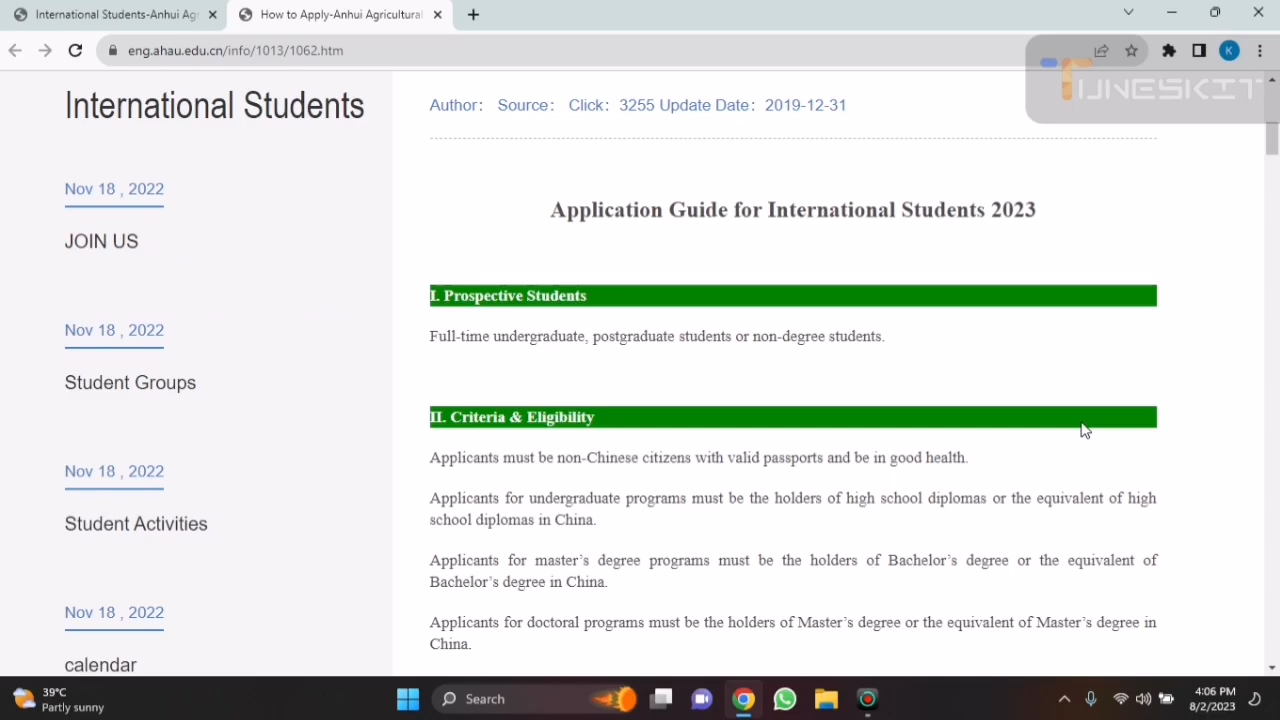 International Students-Anhui Ag
How to Apply-Anhui Agricultural
eng.ahau.edu.cn/info/1013/1062.htm
K
TUNESKIT
International Students
Nov 18 , 2022
JOIN US
Nov 18 , 2022
Student Groups
Nov 18 , 2022
Student Activities
Nov 18 , 2022
calendar
Author： Source： Click：3255 Update Date：2019-12-31
Application Guide for International Students 2023
I. Prospective Students
Full-time undergraduate, postgraduate students or non-degree students.
II. Criteria & Eligibility
Applicants must be non-Chinese citizens with valid passports and be in good health.
Applicants for undergraduate programs must be the holders of high school diplomas or the equivalent of high
school diplomas in China.
Applicants for master’s degree programs must be the holders of Bachelor’s degree or the equivalent of
Bachelor’s degree in China.
Applicants for doctoral programs must be the holders of Master’s degree or the equivalent of Master’s degree in
China.
39°C
Partly sunny
Search
4:06 PM
8/2/2023